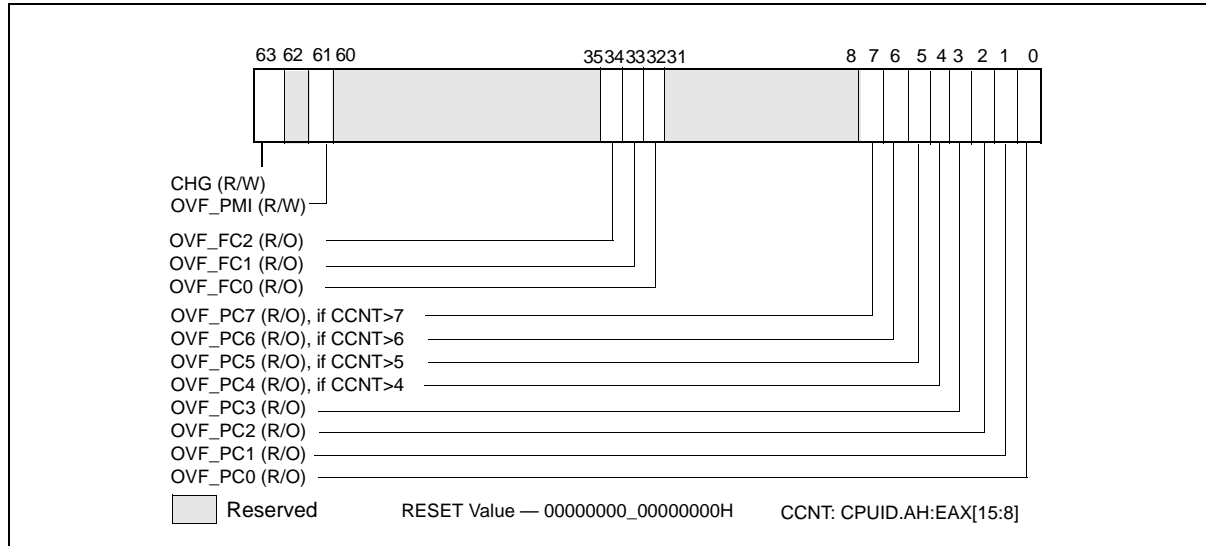 63 62 61 60 35 34 33 32 31 8 7 6 5 4 3 2 1 0
CHG (R/W)
OVF_PMI (R/W)
OVF_FC2 (R/O)
OVF_FC1 (R/O)
OVF_FC0 (R/O)
OVF_PC7 (R/O), if CCNT>7
OVF_PC6 (R/O), if CCNT>6
OVF_PC5 (R/O), if CCNT>5
OVF_PC4 (R/O), if CCNT>4
OVF_PC3 (R/O)
OVF_PC2 (R/O)
OVF_PC1 (R/O)
OVF_PC0 (R/O)
Reserved RESET Value — 00000000_00000000H CCNT: CPUID.AH:EAX[15:8]